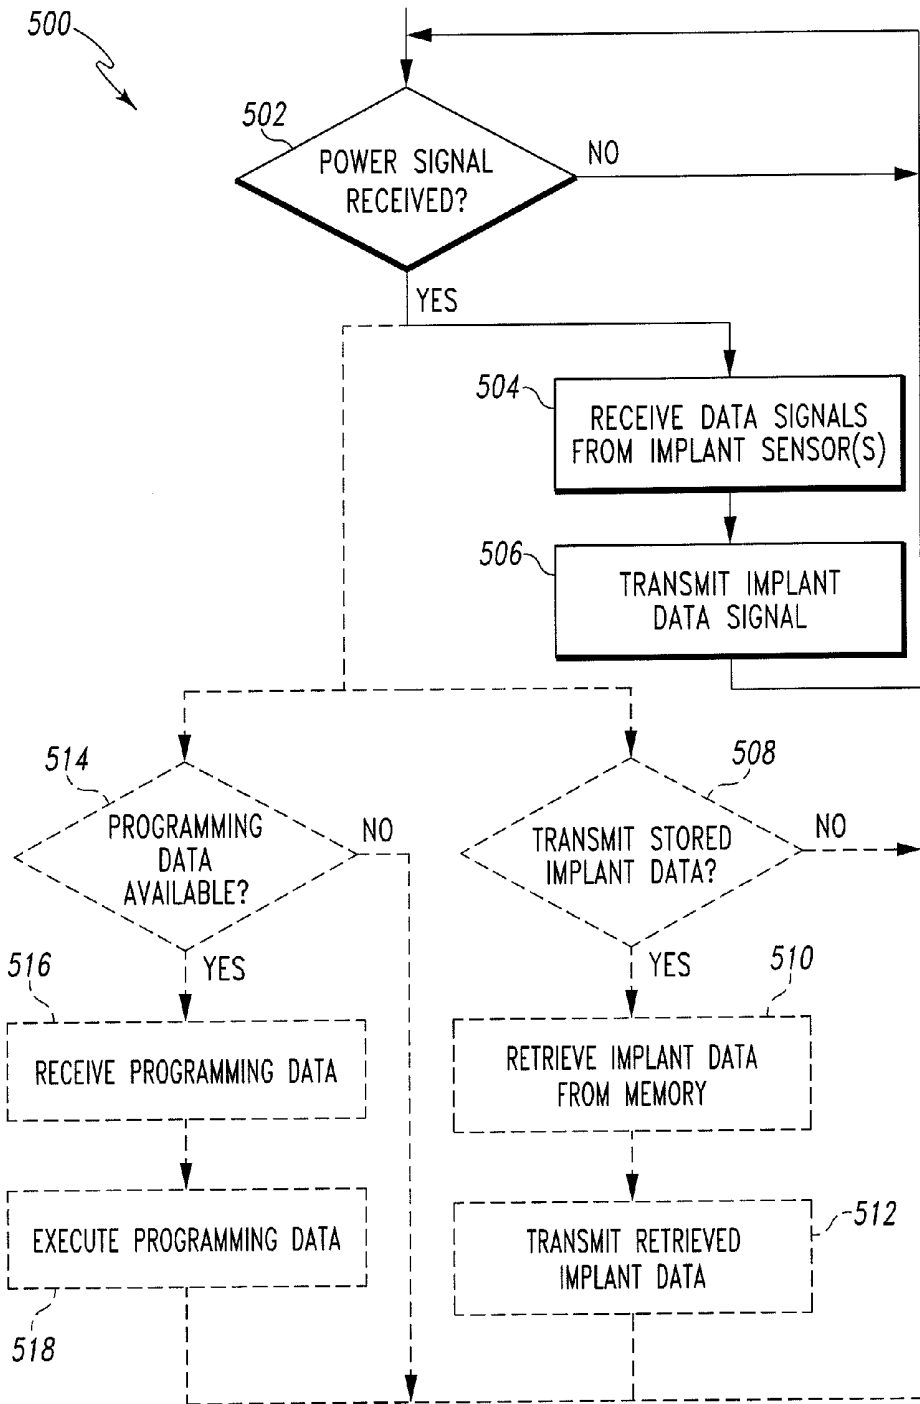 500
502
POWER SIGNAL
RECEIVED?
NO
YES
504
RECEIVE DATA SIGNALS
FROM IMPLANT SENSOR(S)
506
TRANSMIT IMPLANT
DATA SIGNAL
514
PROGRAMMING
DATA
AVAILABLE?
NO
YES
508
TRANSMIT STORED
IMPLANT DATA?
NO
YES
516
RECEIVE PROGRAMMING DATA
510
RETRIEVE IMPLANT DATA
FROM MEMORY
EXECUTE PROGRAMMING DATA
518
TRANSMIT RETRIEVED
IMPLANT DATA
512